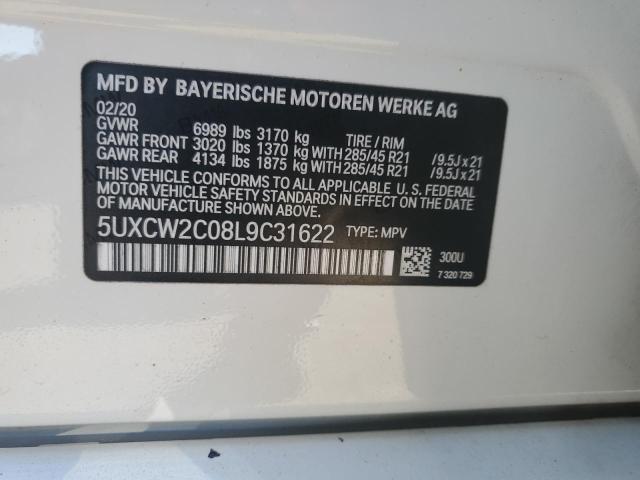 MFD BY BAYERISCHE MOTOREN WERKE AG
02/20
GVWR 6989 lbs 3170 kg TIRE / RIM
GAWR FRONT 3020 lbs 1370 kg WITH 285/45 R21 /9.5J x 21
GAWR REAR 4134 lbs 1875 kg WITH 285/45 R21 /9.5J x 21
THIS VEHICLE CONFORMS TO ALL APPLICABLE U. S. FEDERAL
MOTOR VEHICLE SAFETY STANDARDS IN EFFECT ON THE DATE
OF MANUFACTURE SHOWN ABOVE.
5UXCW2C08L9C31622 TYPE: MPV
300U
7 320 729